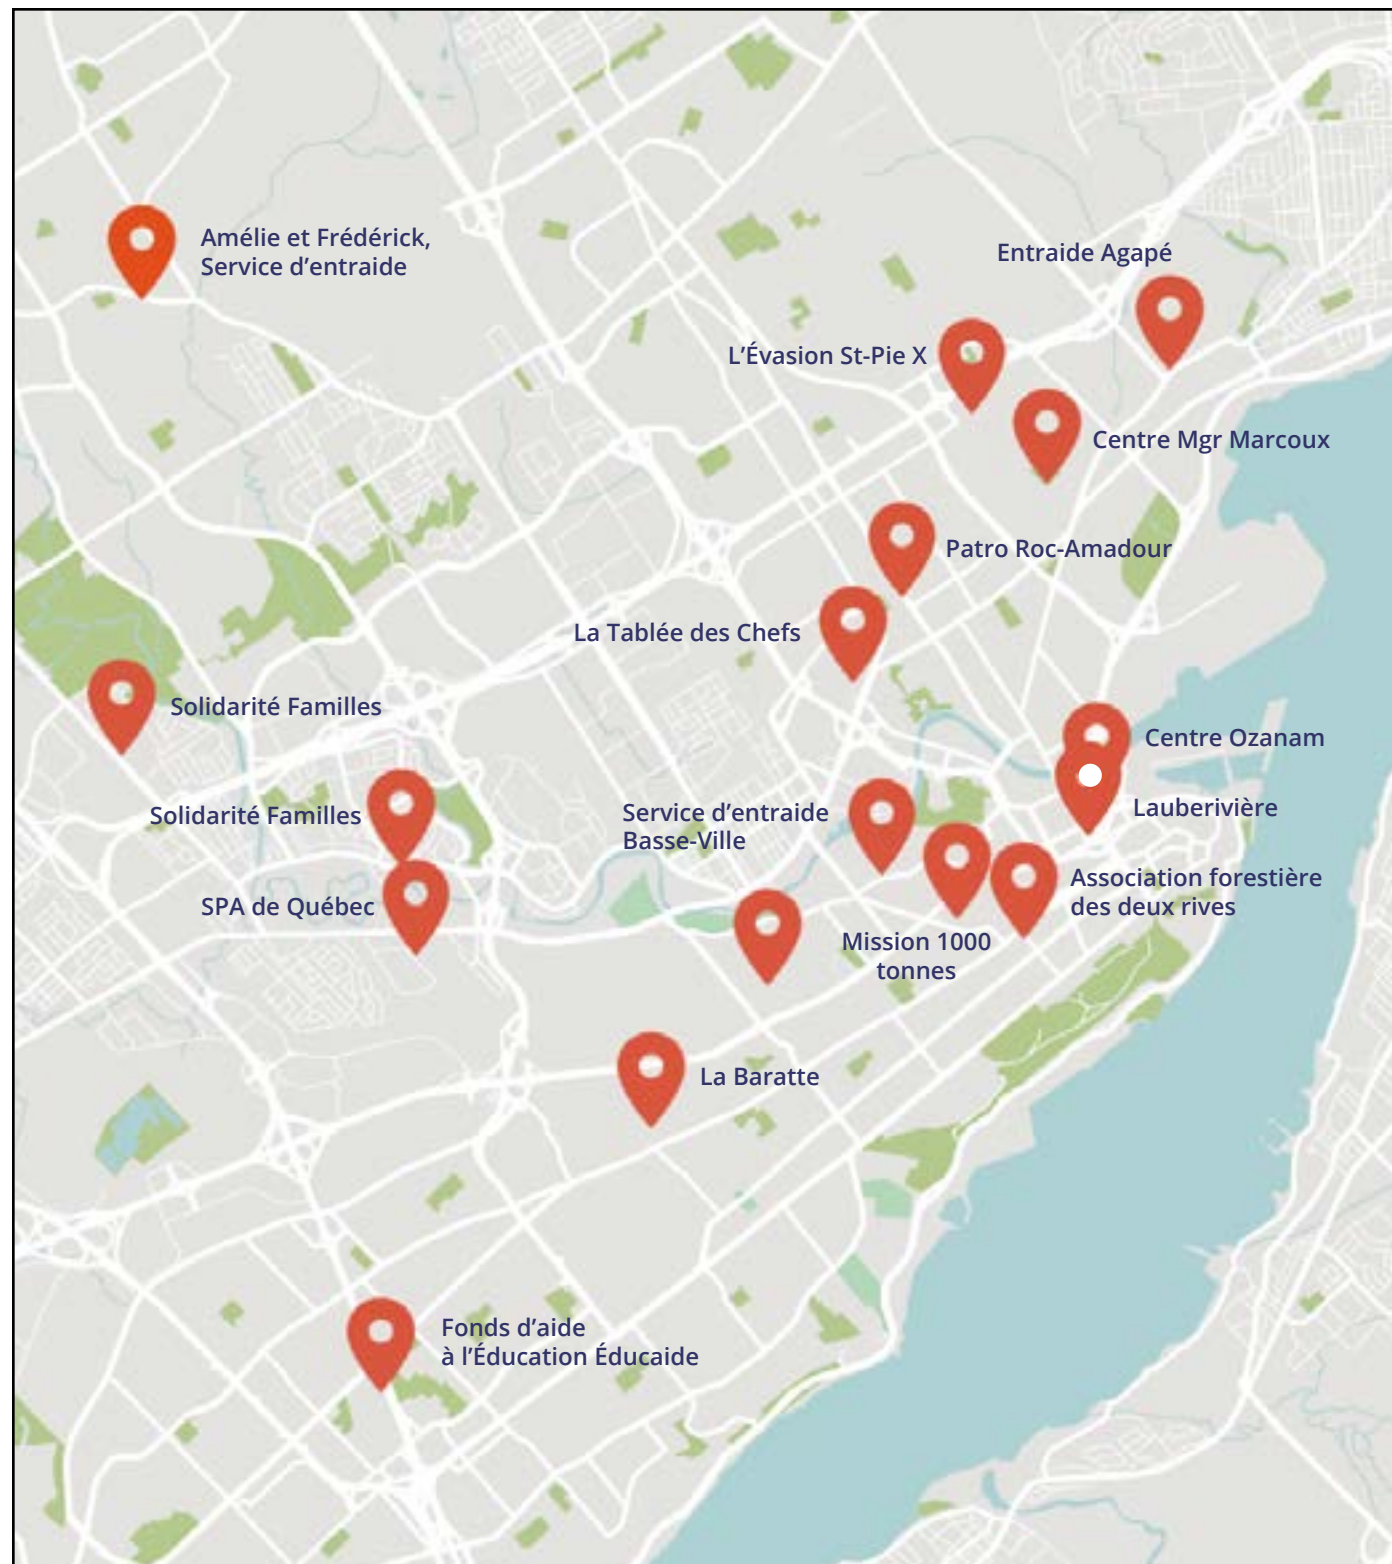 Amélie et Frédérick,
Service d’entraide
Entraide Agapé
L’Évasion St-Pie X
Centre Mgr Marcoux
Patro Roc-Amadour
La Tablée des Chefs
Solidarité Familles
Centre Ozanam
Solidarité Familles
Service d’entraide
Basse-Ville
Lauberivière
SPA de Québec
Association forestière
des deux rives
Mission 1000
tonnes
La Baratte
Fonds d’aide
à l’Éducation Éducaide